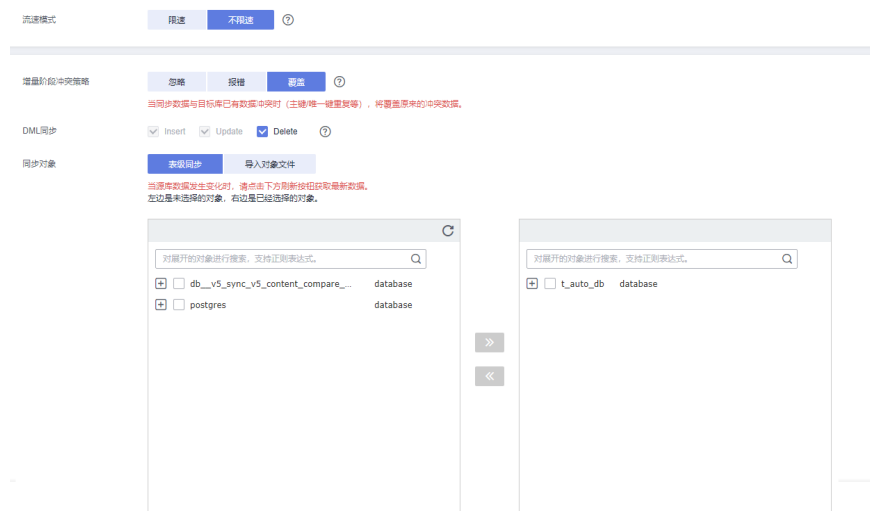 流速模式 限速 不限速
增量阶段冲突策略 忽略 报错 覆盖
当同步数据与目标库已有数据冲突时（主键/唯一键重复等），将覆盖原来的冲突数据。
DML同步 Insert Update Delete
同步对象 表级同步 导入对象文件
当源库数据发生变化时，请点击下方刷新按钮获取最新数据。
左边是未选择的对象，右边是已经选择的对象。
对展开的对象进行搜索，支持正则表达式。 对展开的对象进行搜索，支持正则表达式。
db__v5_sync_v5_content_compare_... database t_auto_db database
postgres database